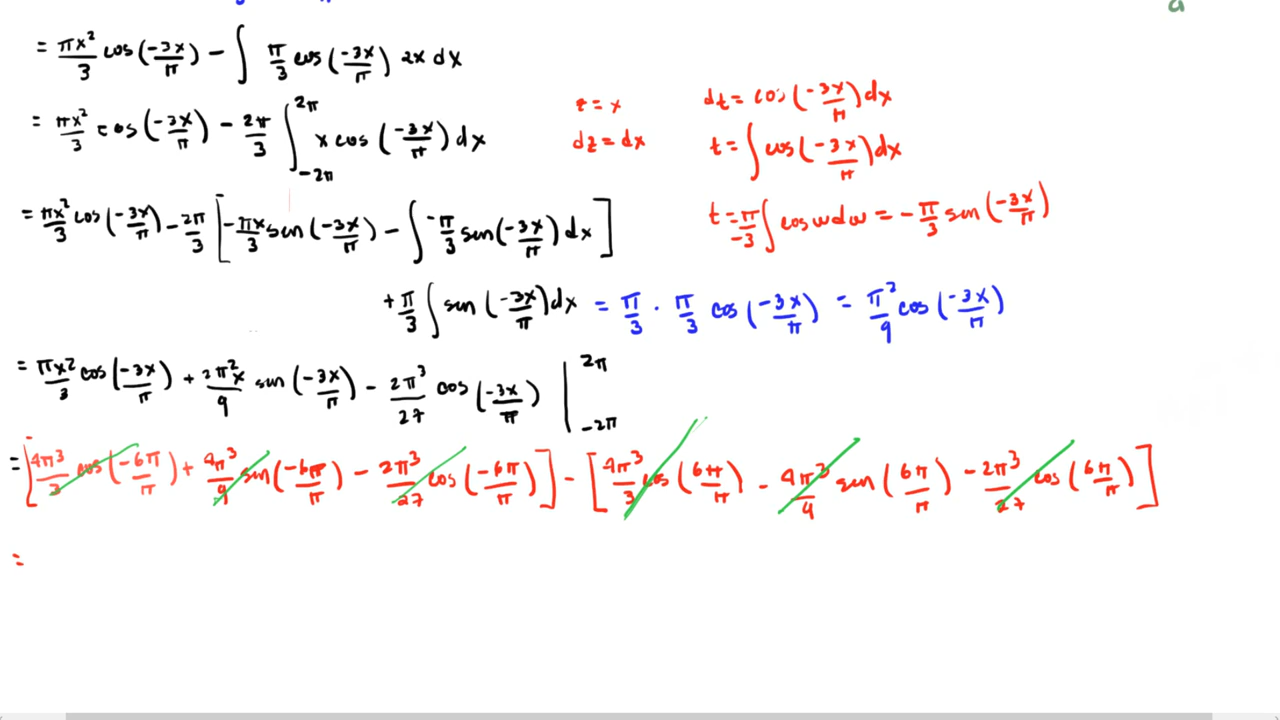 = πx²/3 cos(-3x/π) - ∫ π/3 cos(-3x/π) 2x dx
= πx²/3 cos(-3x/π) - 2π/3 ∫_{-2π}^{2π} x cos(-3x/π) dx
z = x
dz = dx
dt = cos(-3x/π) dx
t = ∫ cos(-3x/π) dx
t = π/-3 ∫ cos w dw = -π/3 sen(-3x/π)
= πx²/3 cos(-3x/π) - 2π/3 [-πx/3 sen(-3x/π) - ∫ -π/3 sen(-3x/π) dx]
+ π/3 ∫ sen(-3x/π) dx = π/3 · π/3 cos(-3x/π) = π²/9 cos(-3x/π)
= πx²/3 cos(-3x/π) + 2π²x/9 sen(-3x/π) - 2π³/27 cos(-3x/π) |_{-2π}^{2π}
= [4π³/3 cos(-6π/π) + 4π³/9 sen(-6π/π) - 2π³/27 cos(-6π/π)] - [4π³/3 cos(6π/π) - 4π³/9 sen(6π/π) - 2π³/27 cos(6π/π)]
=